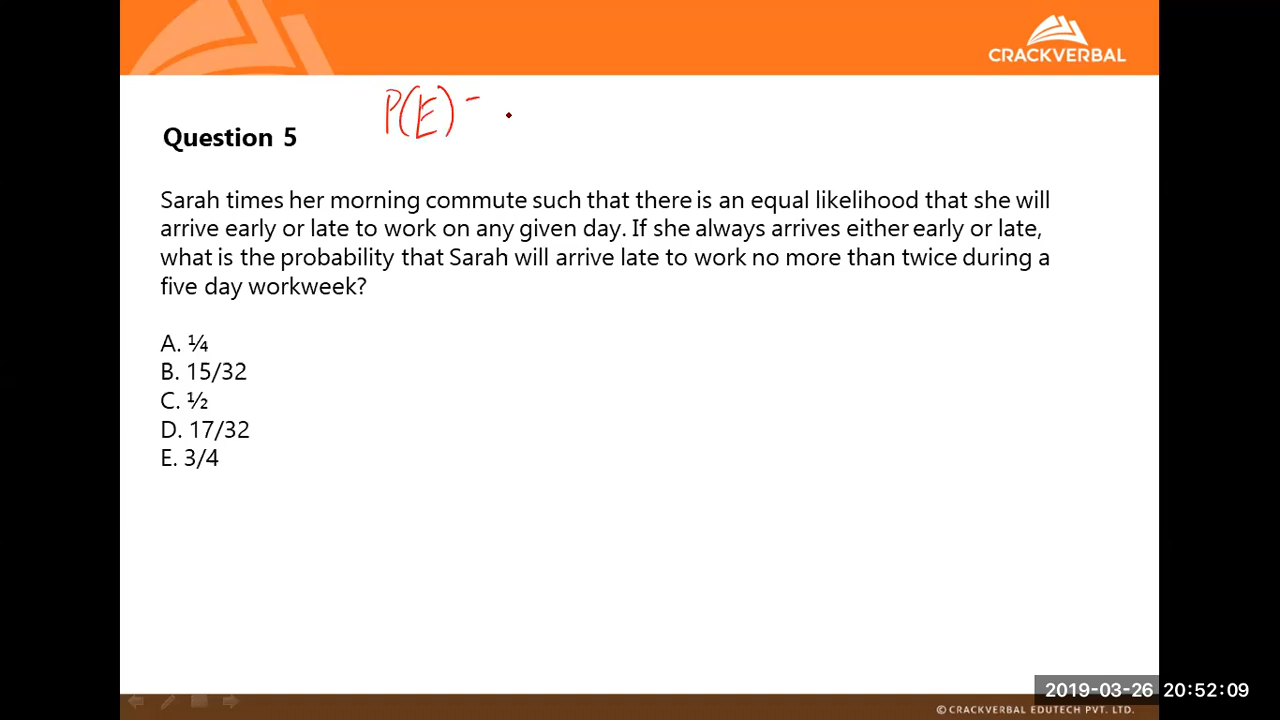 CRACKVERBAL
P(E) -
Question 5
Sarah times her morning commute such that there is an equal likelihood that she will
arrive early or late to work on any given day. If she always arrives either early or late,
what is the probability that Sarah will arrive late to work no more than twice during a
five day workweek?
A. ¼
B. 15/32
C. ½
D. 17/32
E. 3/4
2019-03-26 20:52:09
© CRACKVERBAL EDUTECH PVT. LTD.